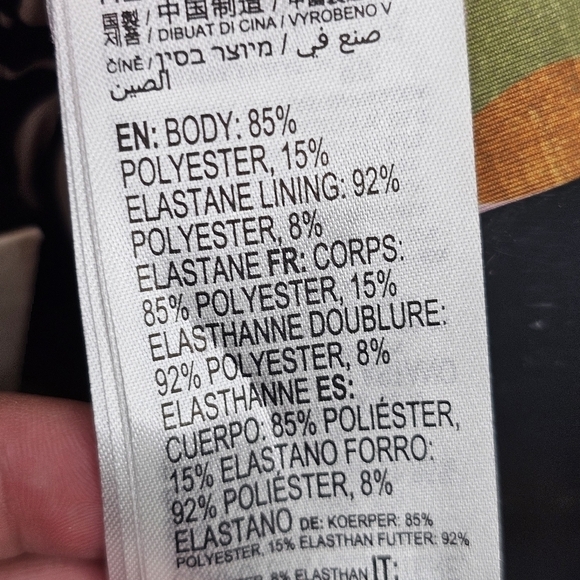 国製 / 中国制造 /
제품 / DIBUAT DI CINA / VYROBENO V
ČÍNĚ / מיוצר בסין / صنع في
الصين
EN: BODY: 85%
POLYESTER, 15%
ELASTANE LINING: 92%
POLYESTER, 8%
ELASTANE FR: CORPS:
85% POLYESTER, 15%
ELASTHANNE DOUBLURE:
92% POLYESTER, 8%
ELASTHANNE ES:
CUERPO: 85% POLIÉSTER,
15% ELASTANO FORRO:
92% POLIÉSTER, 8%
ELASTANO DE: KOERPER: 85%
POLYESTER, 15% ELASTHAN FUTTER: 92%
8% ELASTHAN IT: